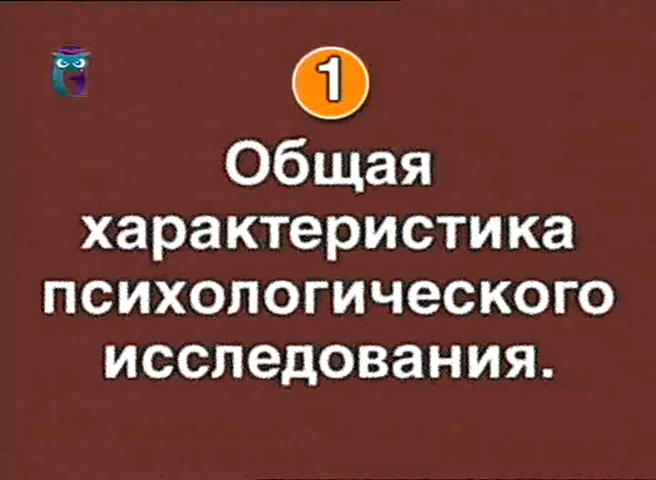 1
Общая
характеристика
психологического
исследования.